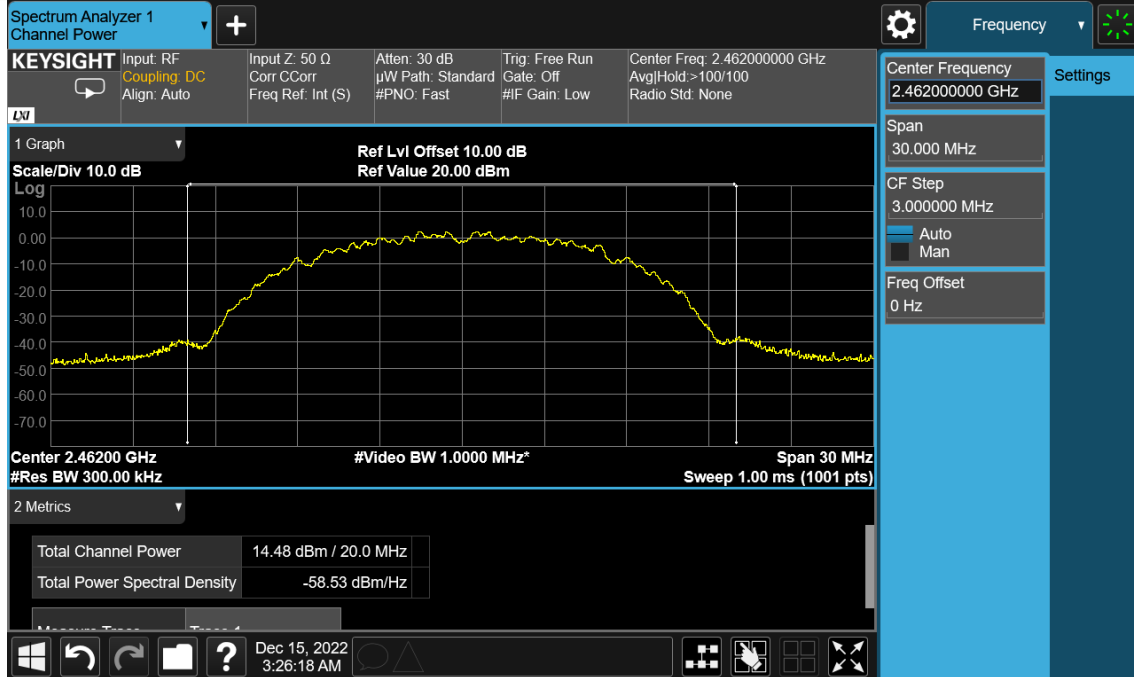 Spectrum Analyzer 1
Channel Power
Frequency
KEYSIGHT
LXI
Input: RF
Coupling: DC
Align: Auto
Input Z: 50 Ω
Corr CCorr
Freq Ref: Int (S)
Atten: 30 dB
µW Path: Standard
#PNO: Fast
Trig: Free Run
Gate: Off
#IF Gain: Low
Center Freq: 2.462000000 GHz
Avg|Hold:>100/100
Radio Std: None
Center Frequency
2.462000000 GHz
Settings
Span
30.000 MHz
CF Step
3.000000 MHz
Auto
Man
Freq Offset
0 Hz
1 Graph
Scale/Div 10.0 dB
Ref Lvl Offset 10.00 dB
Ref Value 20.00 dBm
Log
10.0
0.00
-10.0
-20.0
-30.0
-40.0
-50.0
-60.0
-70.0
Center 2.46200 GHz
#Video BW 1.0000 MHz*
Span 30 MHz
#Res BW 300.00 kHz
Sweep 1.00 ms (1001 pts)
2 Metrics
Total Channel Power 14.48 dBm / 20.0 MHz
Total Power Spectral Density -58.53 dBm/Hz
Measure Trace Trace 1
?
Dec 15, 2022
3:26:18 AM